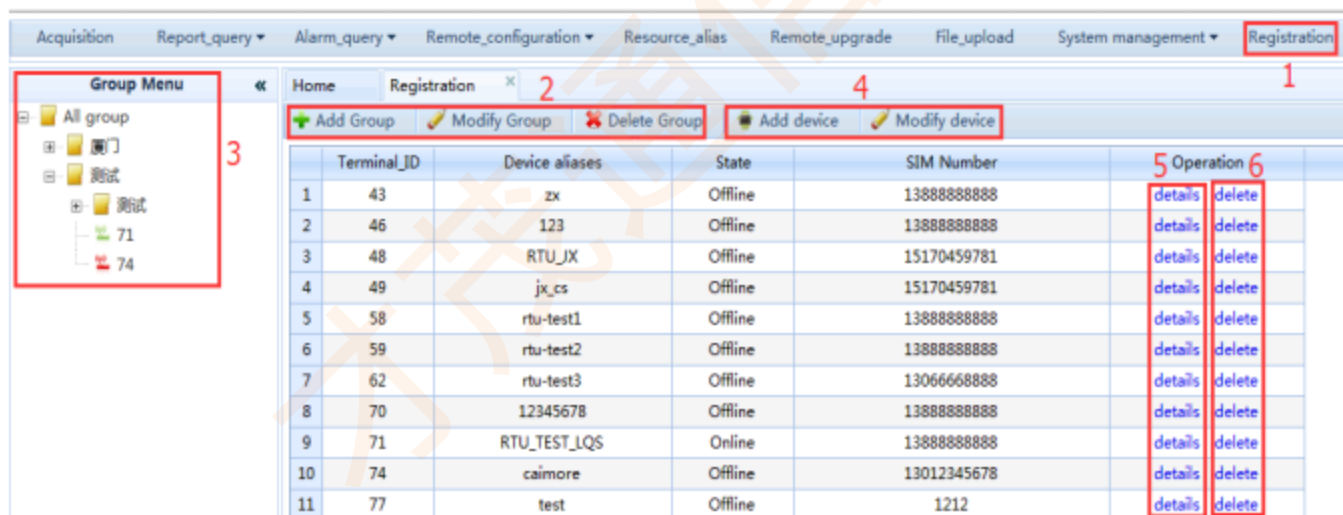 Acquisition Report_query Alarm_query Remote_configuration Resource_alias Remote_upgrade File_upload System management Registration
1
Group Menu «
All group
厦门
测试
测试
71
74
3
Home Registration x
2
4
Add Group Modify Group Delete Group Add device Modify device
Terminal_ID Device aliases State SIM Number Operation
5 6
1 43 zx Offline 13888888888 details delete
2 46 123 Offline 13888888888 details delete
3 48 RTU_JX Offline 15170459781 details delete
4 49 jx_cs Offline 15170459781 details delete
5 58 rtu-test1 Offline 13888888888 details delete
6 59 rtu-test2 Offline 13888888888 details delete
7 62 rtu-test3 Offline 13066668888 details delete
8 70 12345678 Offline 13888888888 details delete
9 71 RTU_TEST_LQS Online 13888888888 details delete
10 74 caimore Offline 13012345678 details delete
11 77 test Offline 1212 details delete
才茂通信